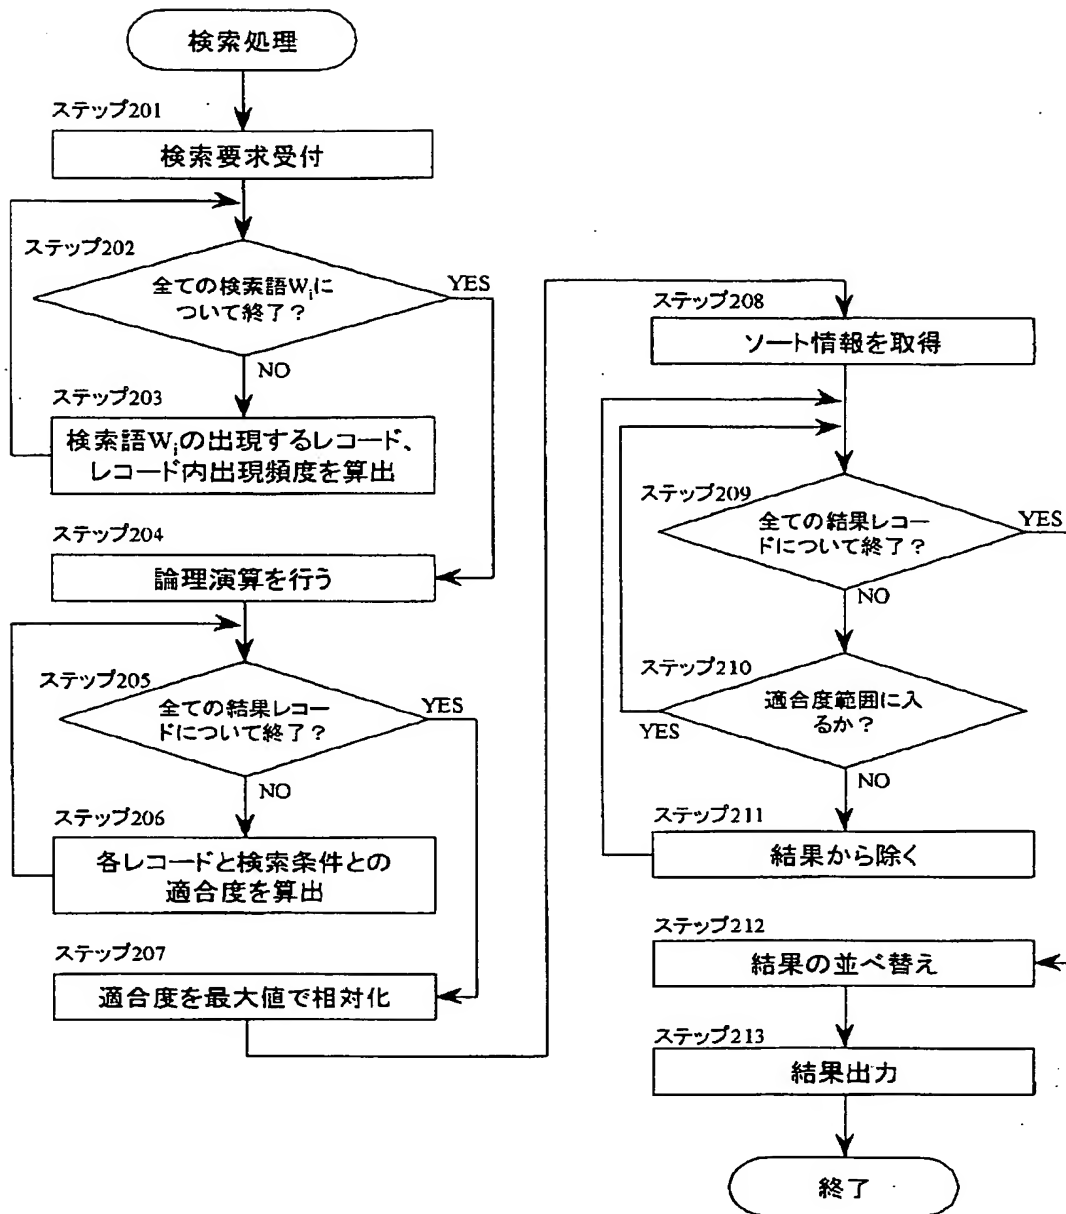 検索処理
ステップ201
検索要求受付
ステップ202
全ての検索語Wiに
ついて終了？
YES
NO
ステップ203
検索語Wiの出現するレコード、
レコード内出現頻度を算出
ステップ204
論理演算を行う
ステップ205
全ての結果レコー
ドについて終了？
YES
NO
ステップ206
各レコードと検索条件との
適合度を算出
ステップ207
適合度を最大値で相対化
ステップ208
ソート情報を取得
ステップ209
全ての結果レコー
ドについて終了？
YES
NO
ステップ210
適合度範囲に入
るか？
YES
NO
ステップ211
結果から除く
ステップ212
結果の並べ替え
ステップ213
結果出力
終了